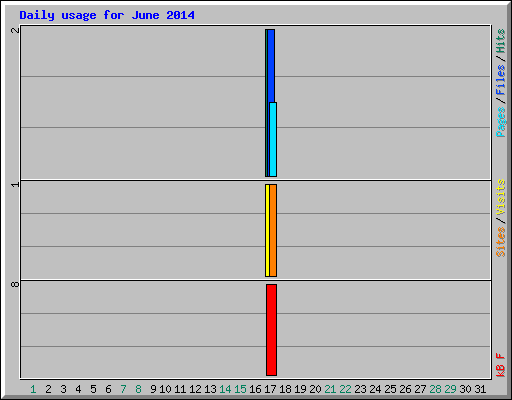 Daily usage for June 2014
2
1
8
Pages / Files / Hits
Sites / Visits
kB F
1 2 3 4 5 6 7 8 9 10 11 12 13 14 15 16 17 18 19 20 21 22 23 24 25 26 27 28 29 30 31